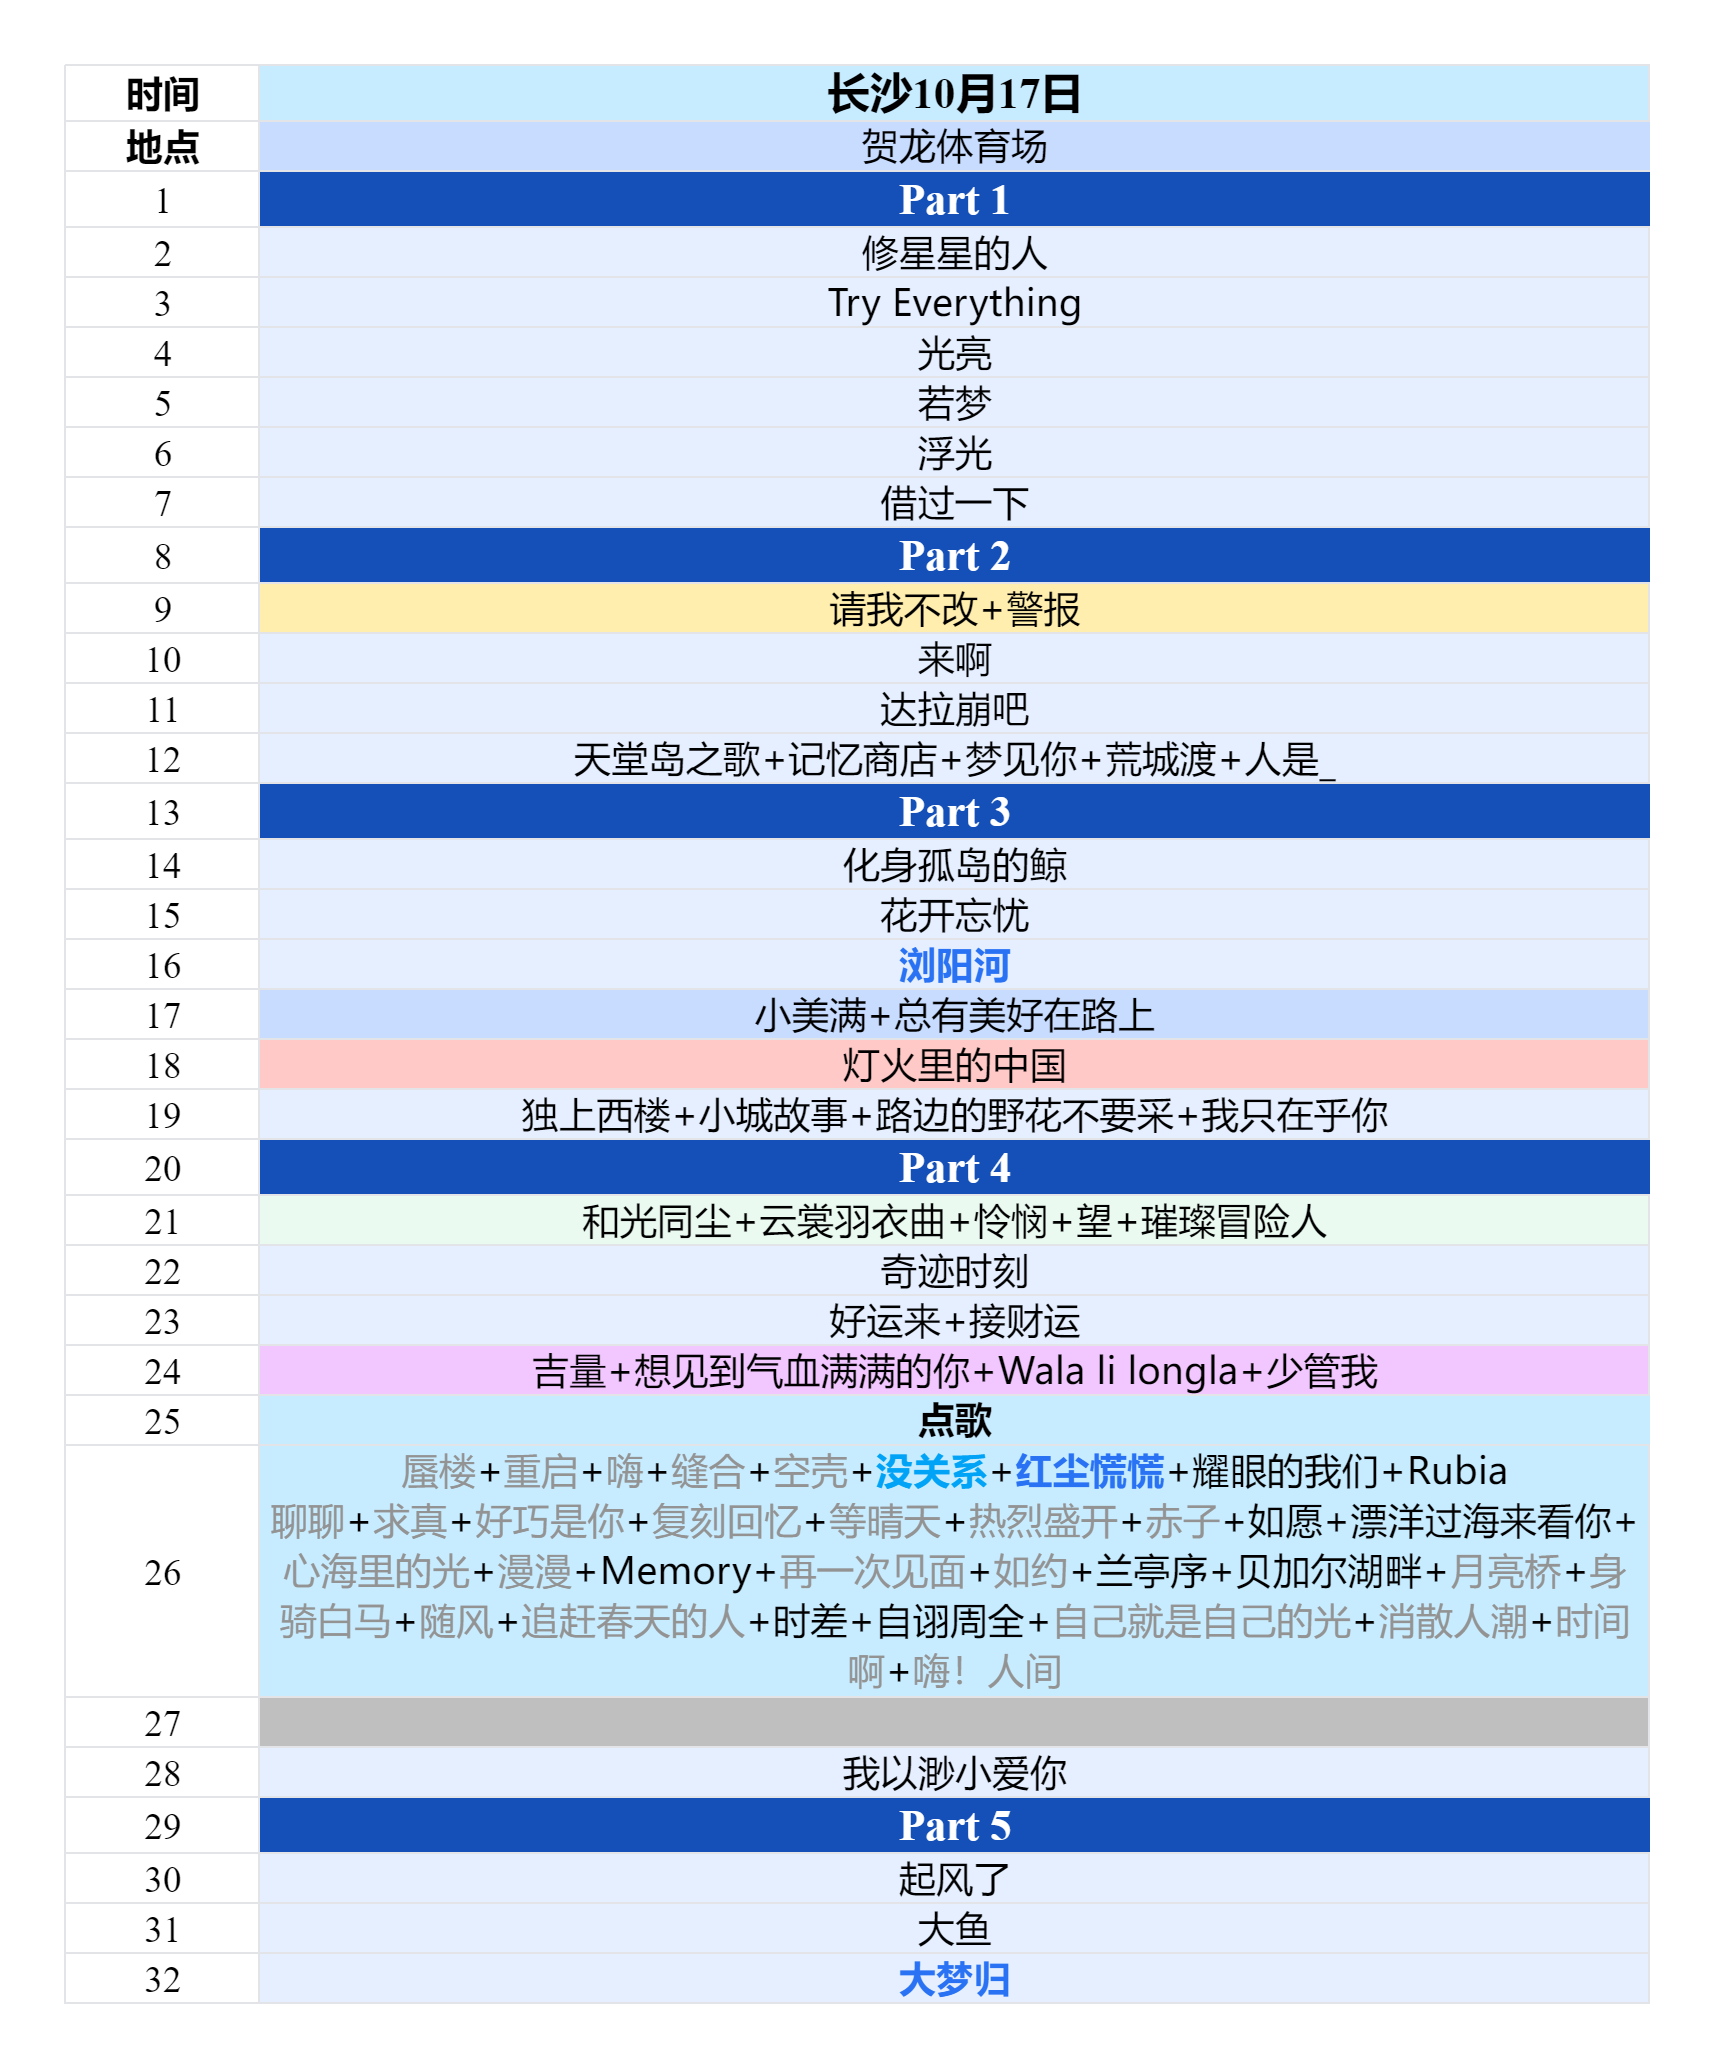 时间 长沙10月17日
地点 贺龙体育场
1 Part 1
2 修星星的人
3 Try Everything
4 光亮
5 若梦
6 浮光
7 借过一下
8 Part 2
9 请我不改+警报
10 来啊
11 达拉崩吧
12 天堂岛之歌+记忆商店+梦见你+荒城渡+人是_
13 Part 3
14 化身孤岛的鲸
15 花开忘忧
16 浏阳河
17 小美满+总有美好在路上
18 灯火里的中国
19 独上西楼+小城故事+路边的野花不要采+我只在乎你
20 Part 4
21 和光同尘+云裳羽衣曲+怜悯+望+璀璨冒险人
22 奇迹时刻
23 好运来+接财运
24 吉量+想见到气血满满的你+Wala li longla+少管我
25 点歌
26 蜃楼+重启+嗨+缝合+空壳+没关系+红尘慌慌+耀眼的我们+Rubia
聊聊+求真+好巧是你+复刻回忆+等晴天+热烈盛开+赤子+如愿+漂洋过海来看你+
心海里的光+漫漫+Memory+再一次见面+如约+兰亭序+贝加尔湖畔+月亮桥+身
骑白马+随风+追赶春天的人+时差+自诩周全+自己就是自己的光+消散人潮+时间
啊+嗨！人间
27
28 我以渺小爱你
29 Part 5
30 起风了
31 大鱼
32 大梦归